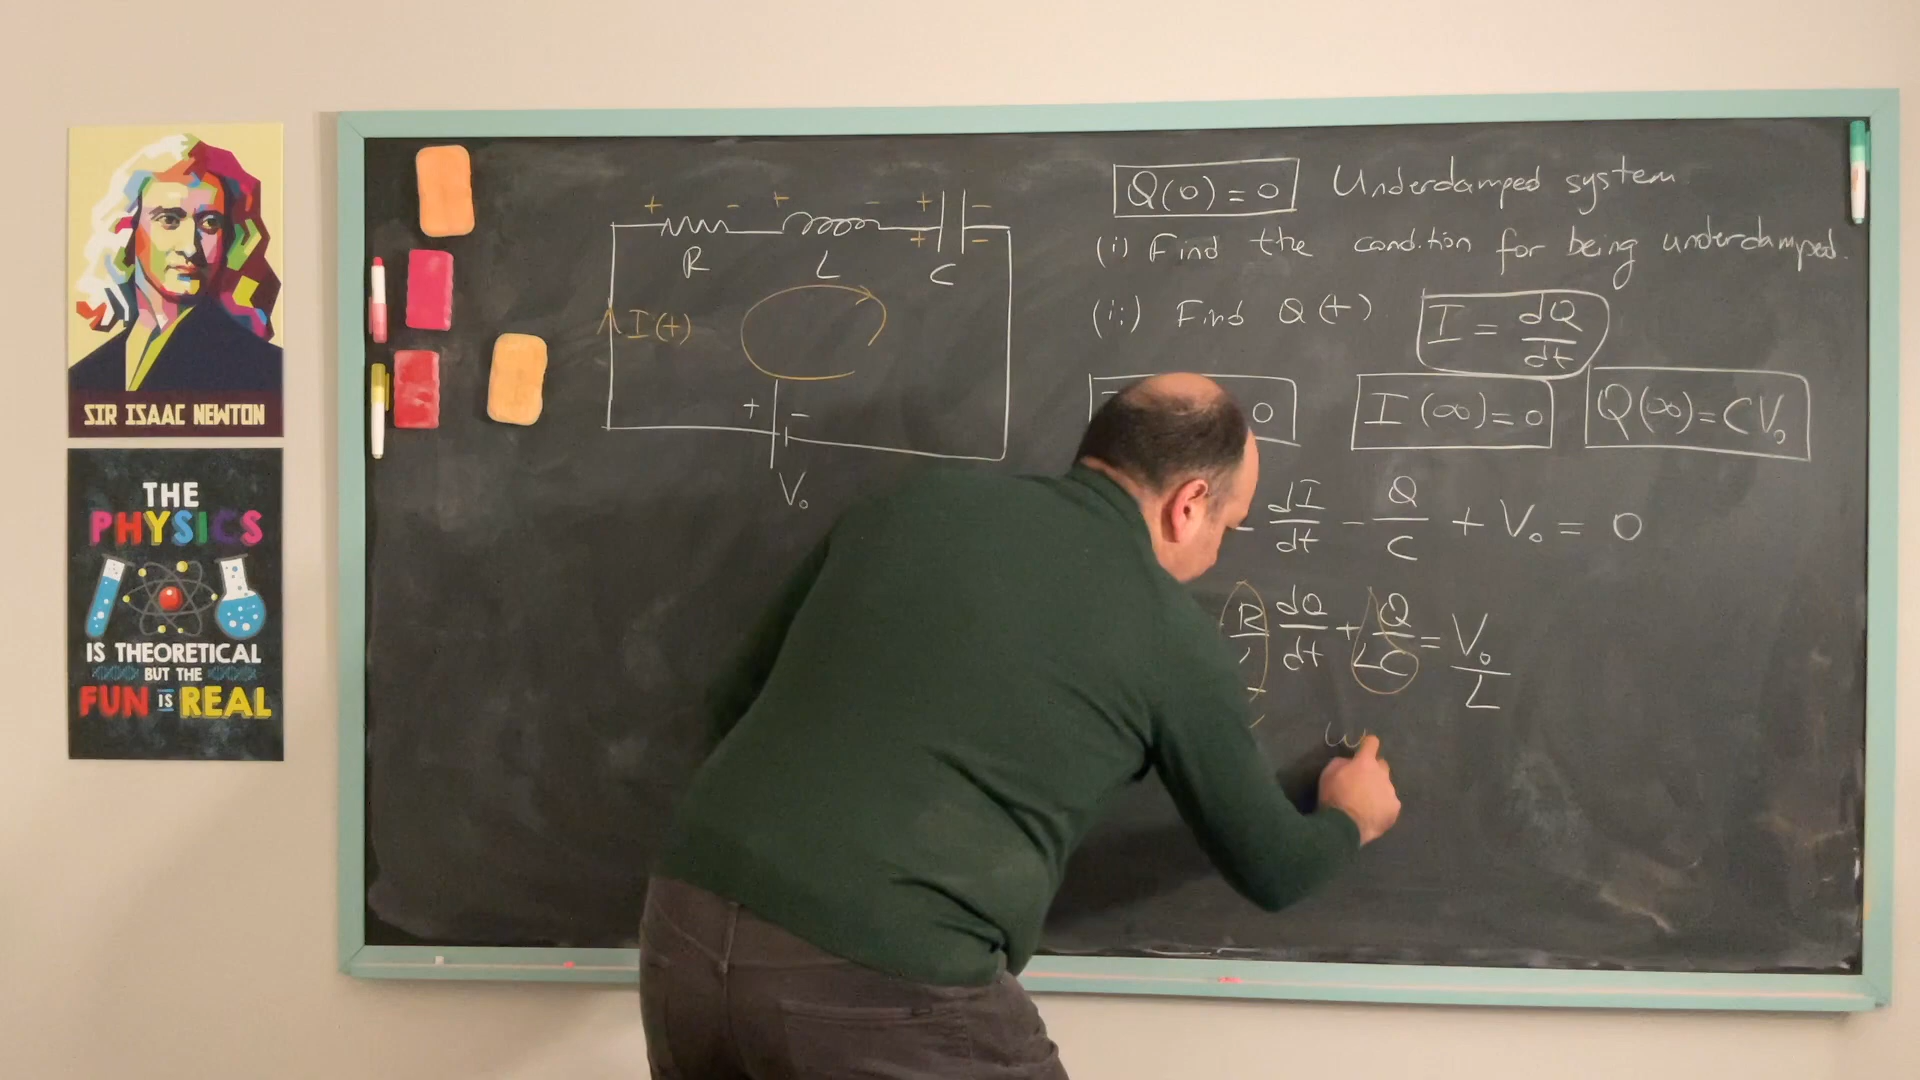 SIR ISAAC NEWTON
THE
PHYSICS
IS THEORETICAL
BUT THE
FUN IS REAL
+ - + - + -
+ -
R L C
I(t)
+ -
V₀
Q(0) = 0 Underdamped system
(i) Find the condition for being underdamped.
(ii) Find Q(t) I = dQ/dt
0 I(∞) = 0 Q(∞) = CV₀
- dI/dt - Q/C + V₀ = 0
R dQ/dt + Q/LC = V₀/L